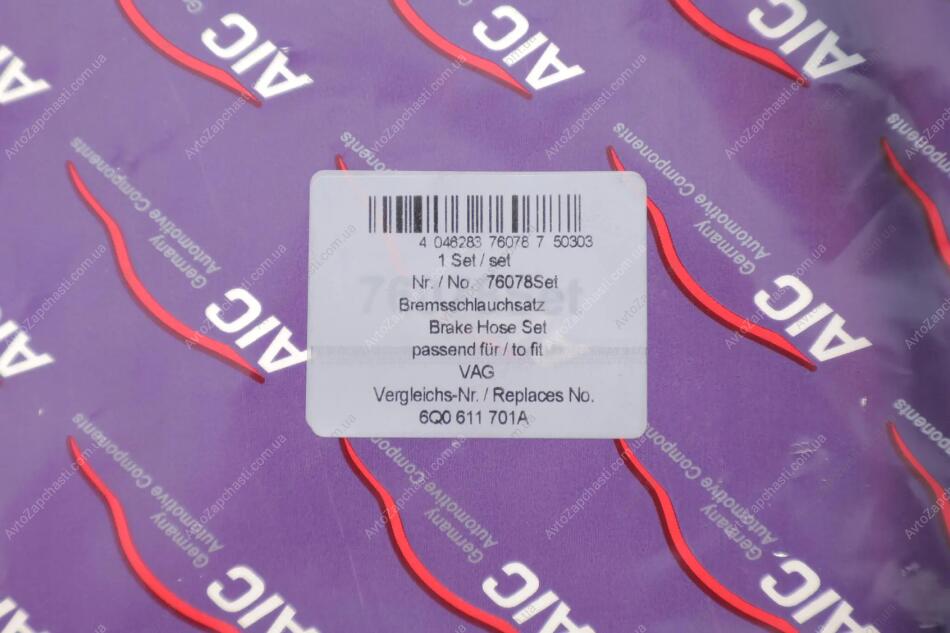 4 046283 76078 7 50303
1 Set / set
Nr. / No. 76078Set
Bremsschlauchsatz
Brake Hose Set
passend für / to fit
VAG
Vergleichs-Nr. / Replaces No.
6Q0 611 701A
AIC
Germany
Automotive Components
AvtoZapchasti.com.ua